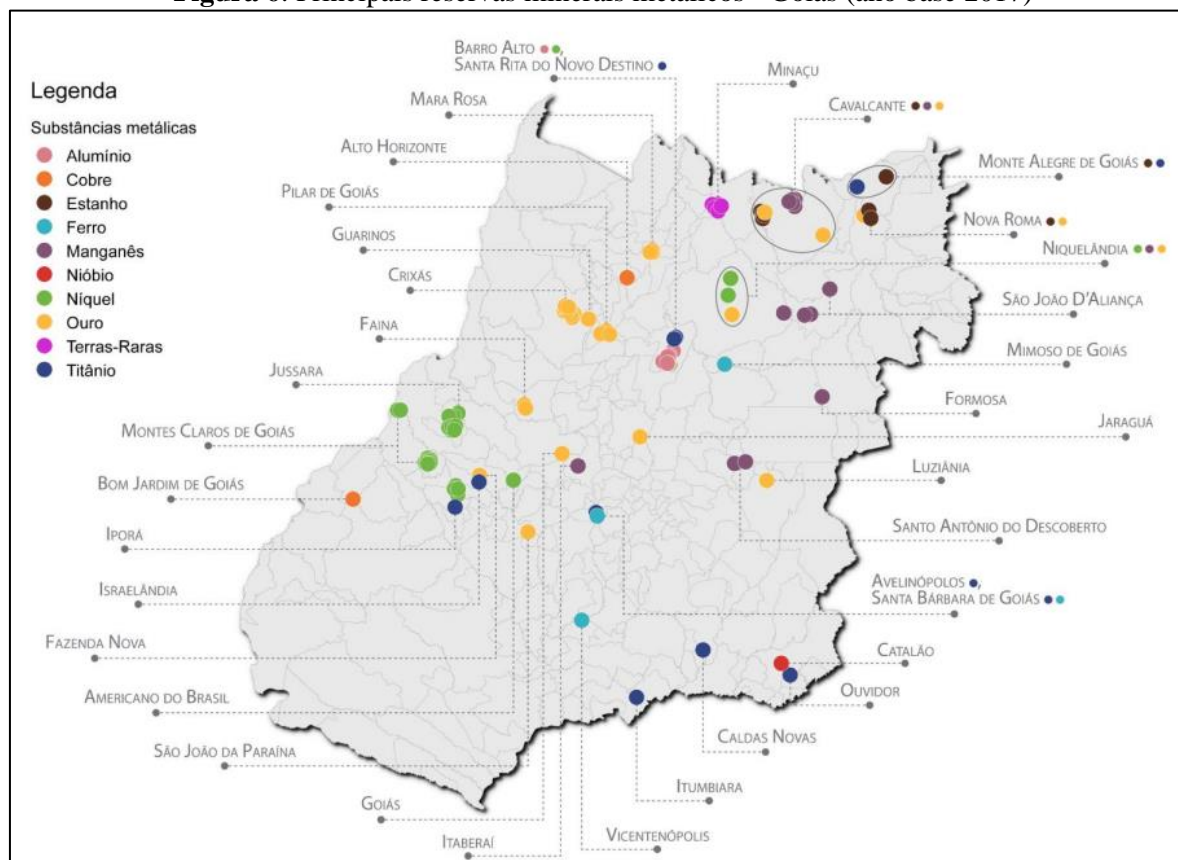 Figura 6: Principais reservas minerais metálicos - Goiás (ano base 2017)
Legenda
Substâncias metálicas
Alumínio
Cobre
Estanho
Ferro
Manganês
Nióbio
Níquel
Ouro
Terras-Raras
Titânio
BARRO ALTO,
SANTA RITA DO NOVO DESTINO
MARA ROSA
ALTO HORIZONTE
PILAR DE GOIÁS
GUARINOS
CRIXÁS
FAINA
JUSSARA
MONTES CLAROS DE GOIÁS
BOM JARDIM DE GOIÁS
IPORÁ
ISRAELÂNDIA
FAZENDA NOVA
AMERICANO DO BRASIL
SÃO JOÃO DA PARAÍNA
GOIÁS
ITABERAÍ
MINAÇU
CAVALCANTE
MONTE ALEGRE DE GOIÁS
NOVA ROMA
NIQUELÂNDIA
SÃO JOÃO D'ALIANÇA
MIMOSO DE GOIÁS
FORMOSA
JARAGUÁ
LUZIÂNIA
SANTO ANTÔNIO DO DESCOBERTO
AVELINÓPOLOS,
SANTA BÁRBARA DE GOIÁS
CATALÃO
OUVIDOR
CALDAS NOVAS
ITUMBIARA
VICENTENÓPOLIS